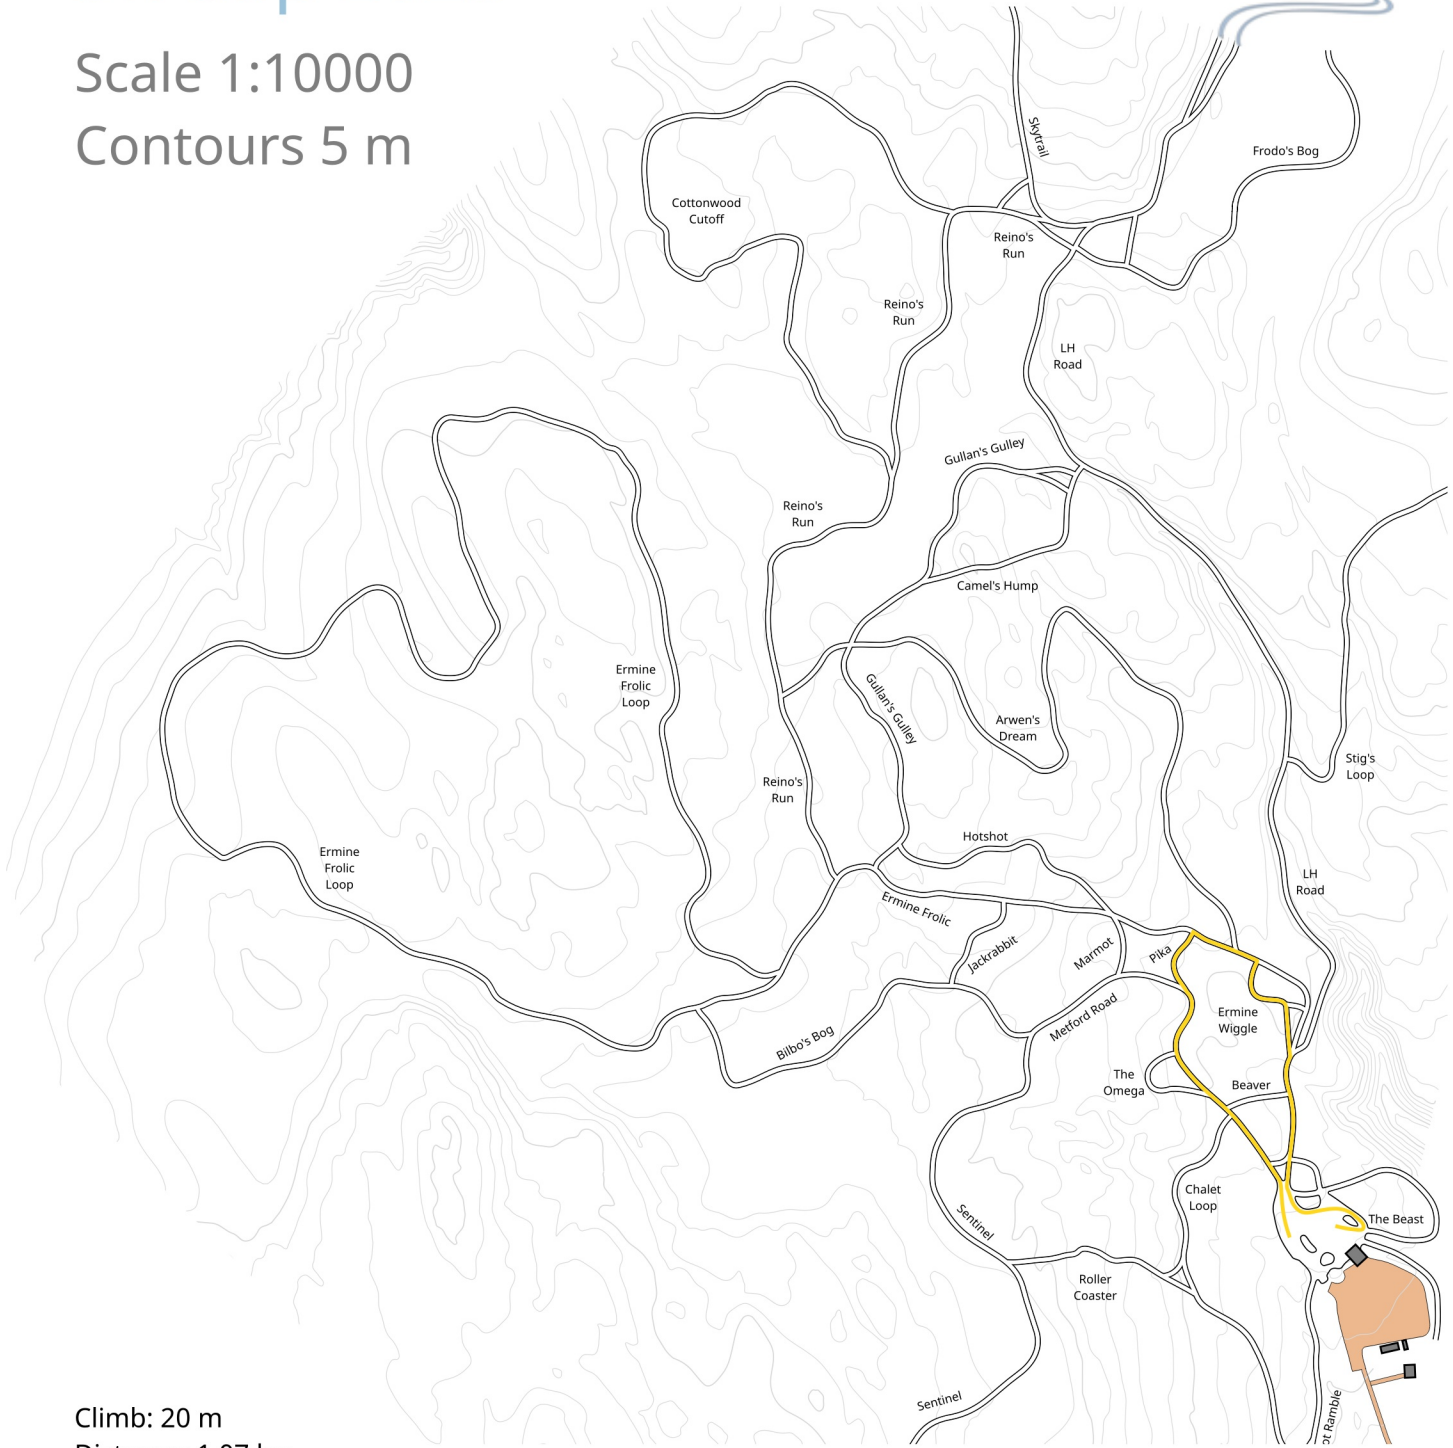 Scale 1:10000
Contours 5 m
Skytrail
Frodo's Bog
Cottonwood
Cutoff
Reino's
Run
Reino's
Run
LH
Road
Gullan's Gulley
Reino's
Run
Camel's Hump
Ermine
Frolic
Loop
Gullan's Gulley
Arwen's
Dream
Stig's
Loop
Reino's
Run
Hotshot
Ermine
Frolic
Loop
LH
Road
Ermine Frolic
Jackrabbit
Marmot
Pika
Ermine
Wiggle
Metford Road
Bilbo's Bog
The
Omega
Beaver
Chalet
Loop
Sentinel
The Beast
Roller
Coaster
Sentinel
Ramble
Climb: 20 m